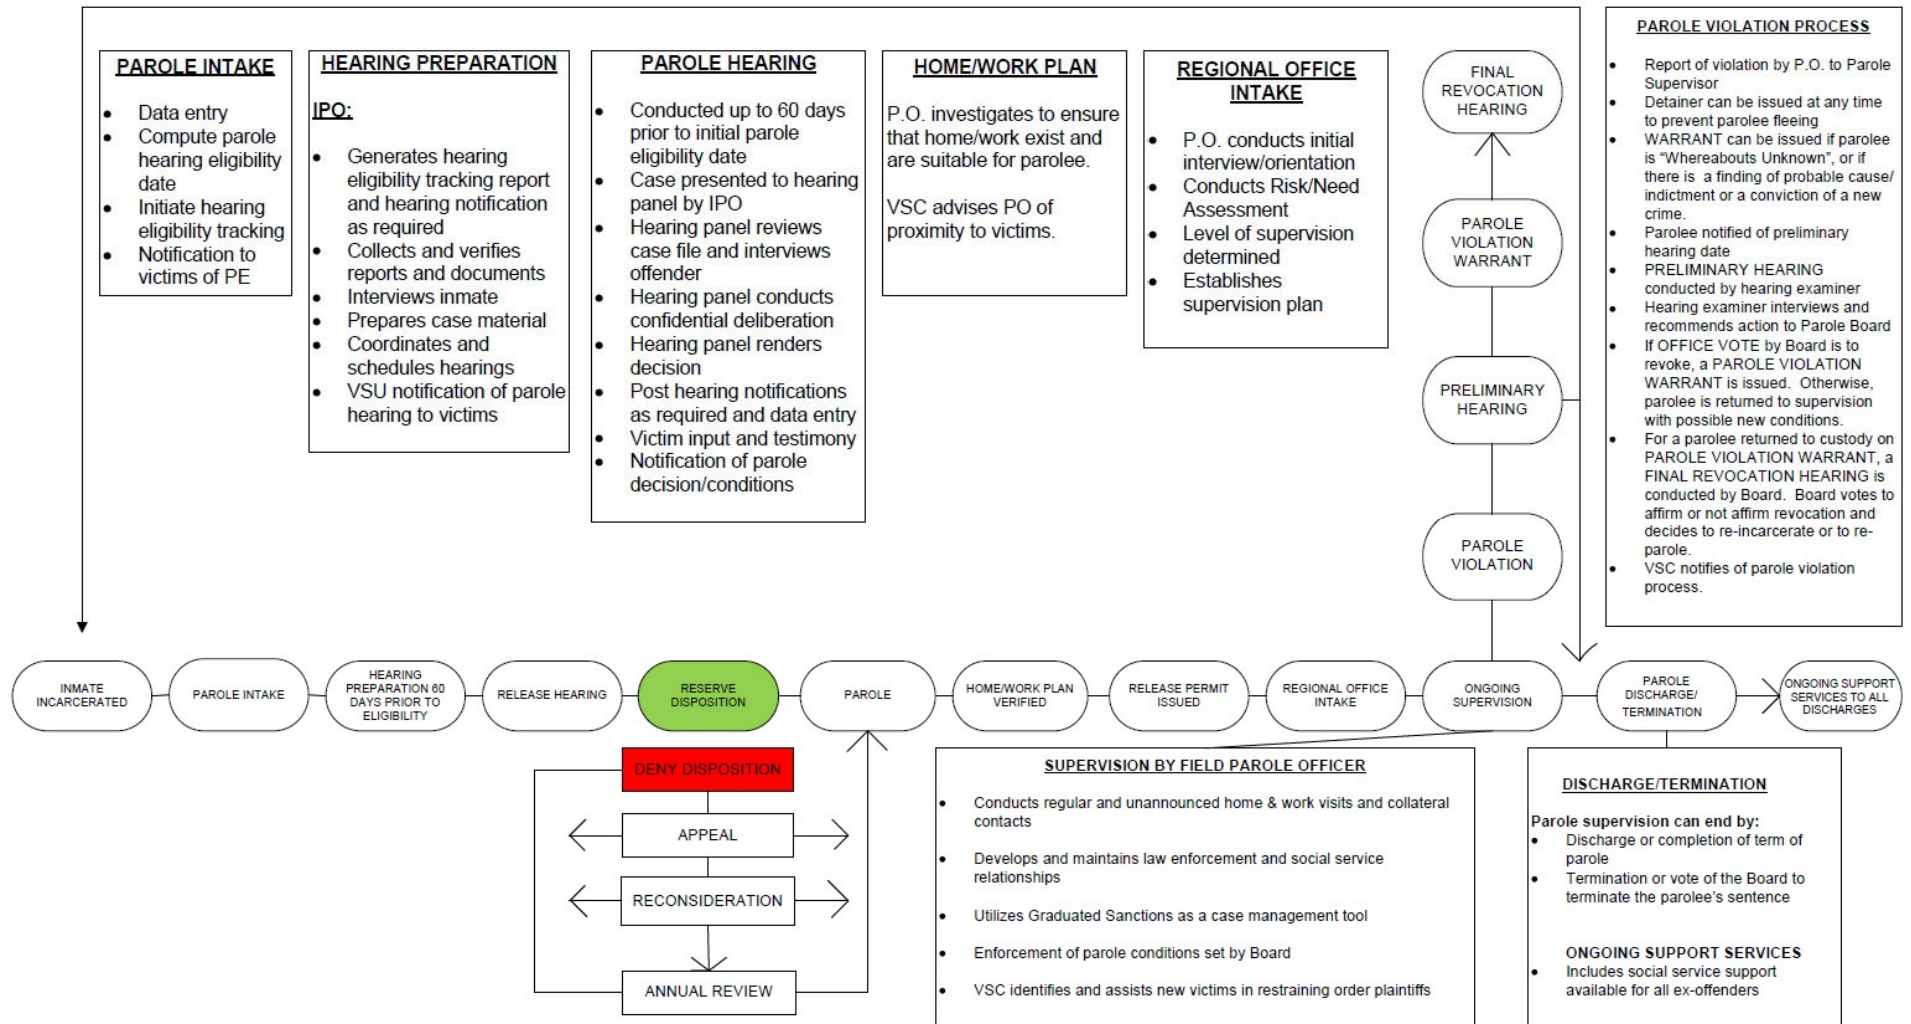 PAROLE INTAKE
• Data entry
• Compute parole
hearing eligibility
date
• Initiate hearing
eligibility tracking
• Notification to
victims of PE
HEARING PREPARATION
IPO:
• Generates hearing
eligibility tracking report
and hearing notification
as required
• Collects and verifies
reports and documents
• Interviews inmate
• Prepares case material
• Coordinates and
schedules hearings
• VSU notification of parole
hearing to victims
PAROLE HEARING
• Conducted up to 60 days
prior to initial parole
eligibility date
• Case presented to hearing
panel by IPO
• Hearing panel reviews
case file and interviews
offender
• Hearing panel conducts
confidential deliberation
• Hearing panel renders
decision
• Post hearing notifications
as required and data entry
• Victim input and testimony
• Notification of parole
decision/conditions
HOME/WORK PLAN
P.O. investigates to ensure
that home/work exist and
are suitable for parolee.
VSC advises PO of
proximity to victims.
REGIONAL OFFICE
INTAKE
• P.O. conducts initial
interview/orientation
• Conducts Risk/Need
Assessment
• Level of supervision
determined
• Establishes
supervision plan
FINAL
REVOCATION
HEARING
PAROLE
VIOLATION
WARRANT
PRELIMINARY
HEARING
PAROLE
VIOLATION
PAROLE VIOLATION PROCESS
• Report of violation by P.O. to Parole
Supervisor
• Detainer can be issued at any time
to prevent parolee fleeing
• WARRANT can be issued if parolee
is “Whereabouts Unknown”, or if
there is a finding of probable cause/
indictment or a conviction of a new
crime.
• Parolee notified of preliminary
hearing date
• PRELIMINARY HEARING
conducted by hearing examiner
• Hearing examiner interviews and
recommends action to Parole Board
• If OFFICE VOTE by Board is to
revoke, a PAROLE VIOLATION
WARRANT is issued. Otherwise,
parolee is returned to supervision
with possible new conditions.
• For a parolee returned to custody on
PAROLE VIOLATION WARRANT, a
FINAL REVOCATION HEARING is
conducted by Board. Board votes to
affirm or not affirm revocation and
decides to re-incarcerate or to re-
parole.
• VSC notifies of parole violation
process.
INMATE
INCARCERATED
PAROLE INTAKE
HEARING
PREPARATION 60
DAYS PRIOR TO
ELIGIBILITY
RELEASE HEARING
RESERVE
DISPOSITION
PAROLE
HOME/WORK PLAN
VERIFIED
RELEASE PERMIT
ISSUED
REGIONAL OFFICE
INTAKE
ONGOING
SUPERVISION
PAROLE
DISCHARGE/
TERMINATION
ONGOING SUPPORT
SERVICES TO ALL
DISCHARGES
DENY DISPOSITION
APPEAL
RECONSIDERATION
ANNUAL REVIEW
SUPERVISION BY FIELD PAROLE OFFICER
• Conducts regular and unannounced home & work visits and collateral
contacts
• Develops and maintains law enforcement and social service
relationships
• Utilizes Graduated Sanctions as a case management tool
• Enforcement of parole conditions set by Board
• VSC identifies and assists new victims in restraining order plaintiffs
DISCHARGE/TERMINATION
Parole supervision can end by:
• Discharge or completion of term of
parole
• Termination or vote of the Board to
terminate the parolee’s sentence
ONGOING SUPPORT SERVICES
• Includes social service support
available for all ex-offenders